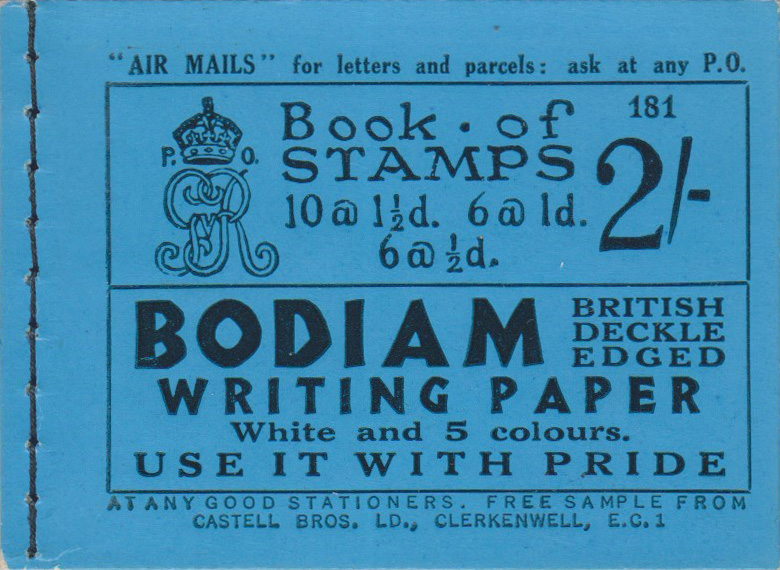 "AIR MAILS" for letters and parcels: ask at any P.O.
P. O.
GRVI
Book · of
STAMPS
181
2/-
10 @ 1½d. 6 @ 1d.
6 @ ½d.
BODIAM
BRITISH
DECKLE
EDGED
WRITING PAPER
White and 5 colours.
USE IT WITH PRIDE
AT ANY GOOD STATIONERS. FREE SAMPLE FROM
CASTELL BROS. LD., CLERKENWELL, E.C.1